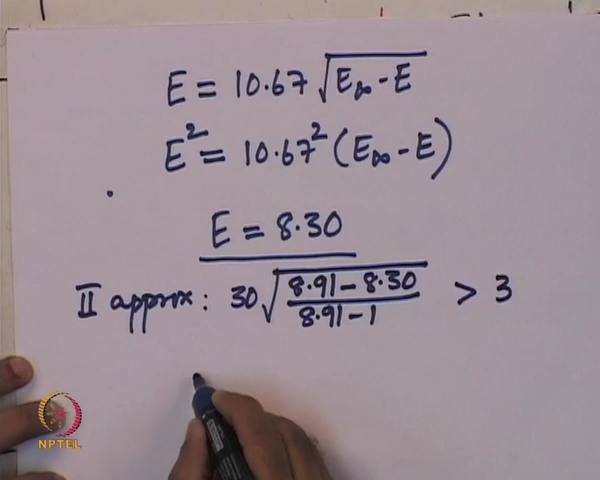 E = 10.67 √(E∞ - E)
E² = 10.67² (E∞ - E)
E = 8.30
II approx : 30 √((8.91 - 8.30)/(8.91 - 1)) > 3
NPTEL